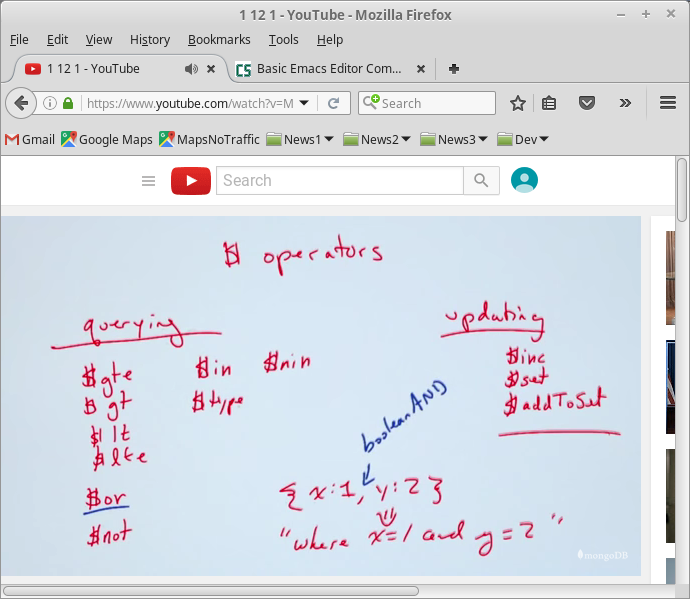 1 12 1 - YouTube - Mozilla Firefox
File Edit View History Bookmarks Tools Help
1 12 1 - YouTube
Basic Emacs Editor Com...
https://www.youtube.com/watch?v=M
Search
Gmail Google Maps MapsNoTraffic News1 News2 News3 Dev
Search
$ operators
querying
updating
$gte $in $nin
$inc
$gt $type
$set
$lt
$addToSet
$lte
boolean AND
$or
{ x:1, y:2 }
$not
"where x=1 and y=2"
mongoDB